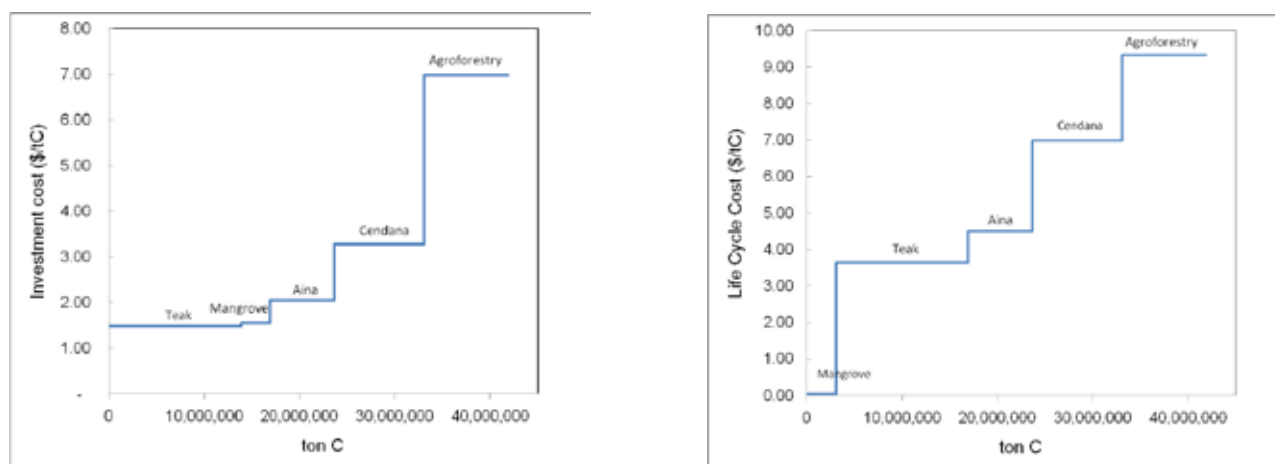 8.00
7.00
6.00
5.00
4.00
3.00
2.00
1.00
-
Investment cost ($/tC)
Teak
Mangrove
Aina
Cendana
Agroforestry
0
10,000,000
20,000,000
30,000,000
40,000,000
ton C
10.00
9.00
8.00
7.00
6.00
5.00
4.00
3.00
2.00
1.00
0.00
Life Cycle Cost ($/tC)
Mangrove
Teak
Aina
Cendana
Agroforestry
0
10,000,000
20,000,000
30,000,000
40,000,000
ton C